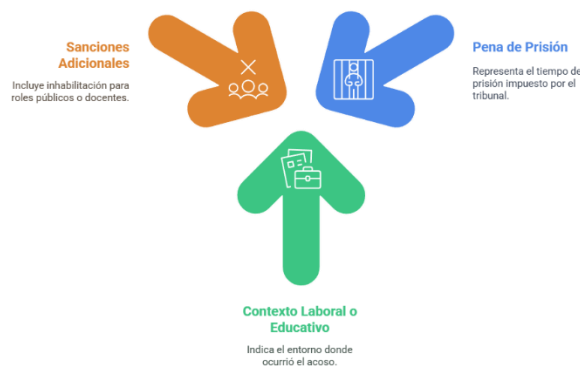 Sanciones
Adicionales
Incluye inhabilitación para
roles públicos o docentes.
Pena de Prisión
Representa el tiempo de
prisión impuesto por el
tribunal.
Contexto Laboral o
Educativo
Indica el entorno donde
ocurrió el acoso.